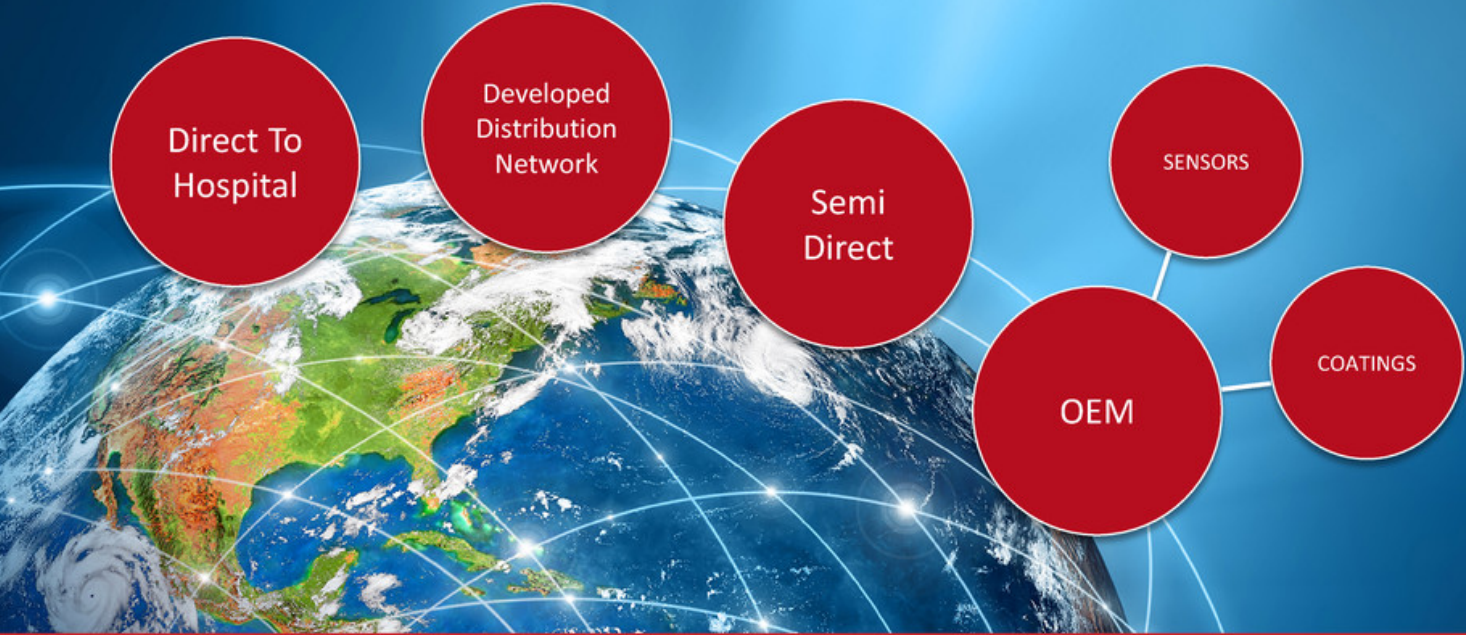 Direct To
Hospital
Developed
Distribution
Network
Semi
Direct
SENSORS
COATINGS
OEM